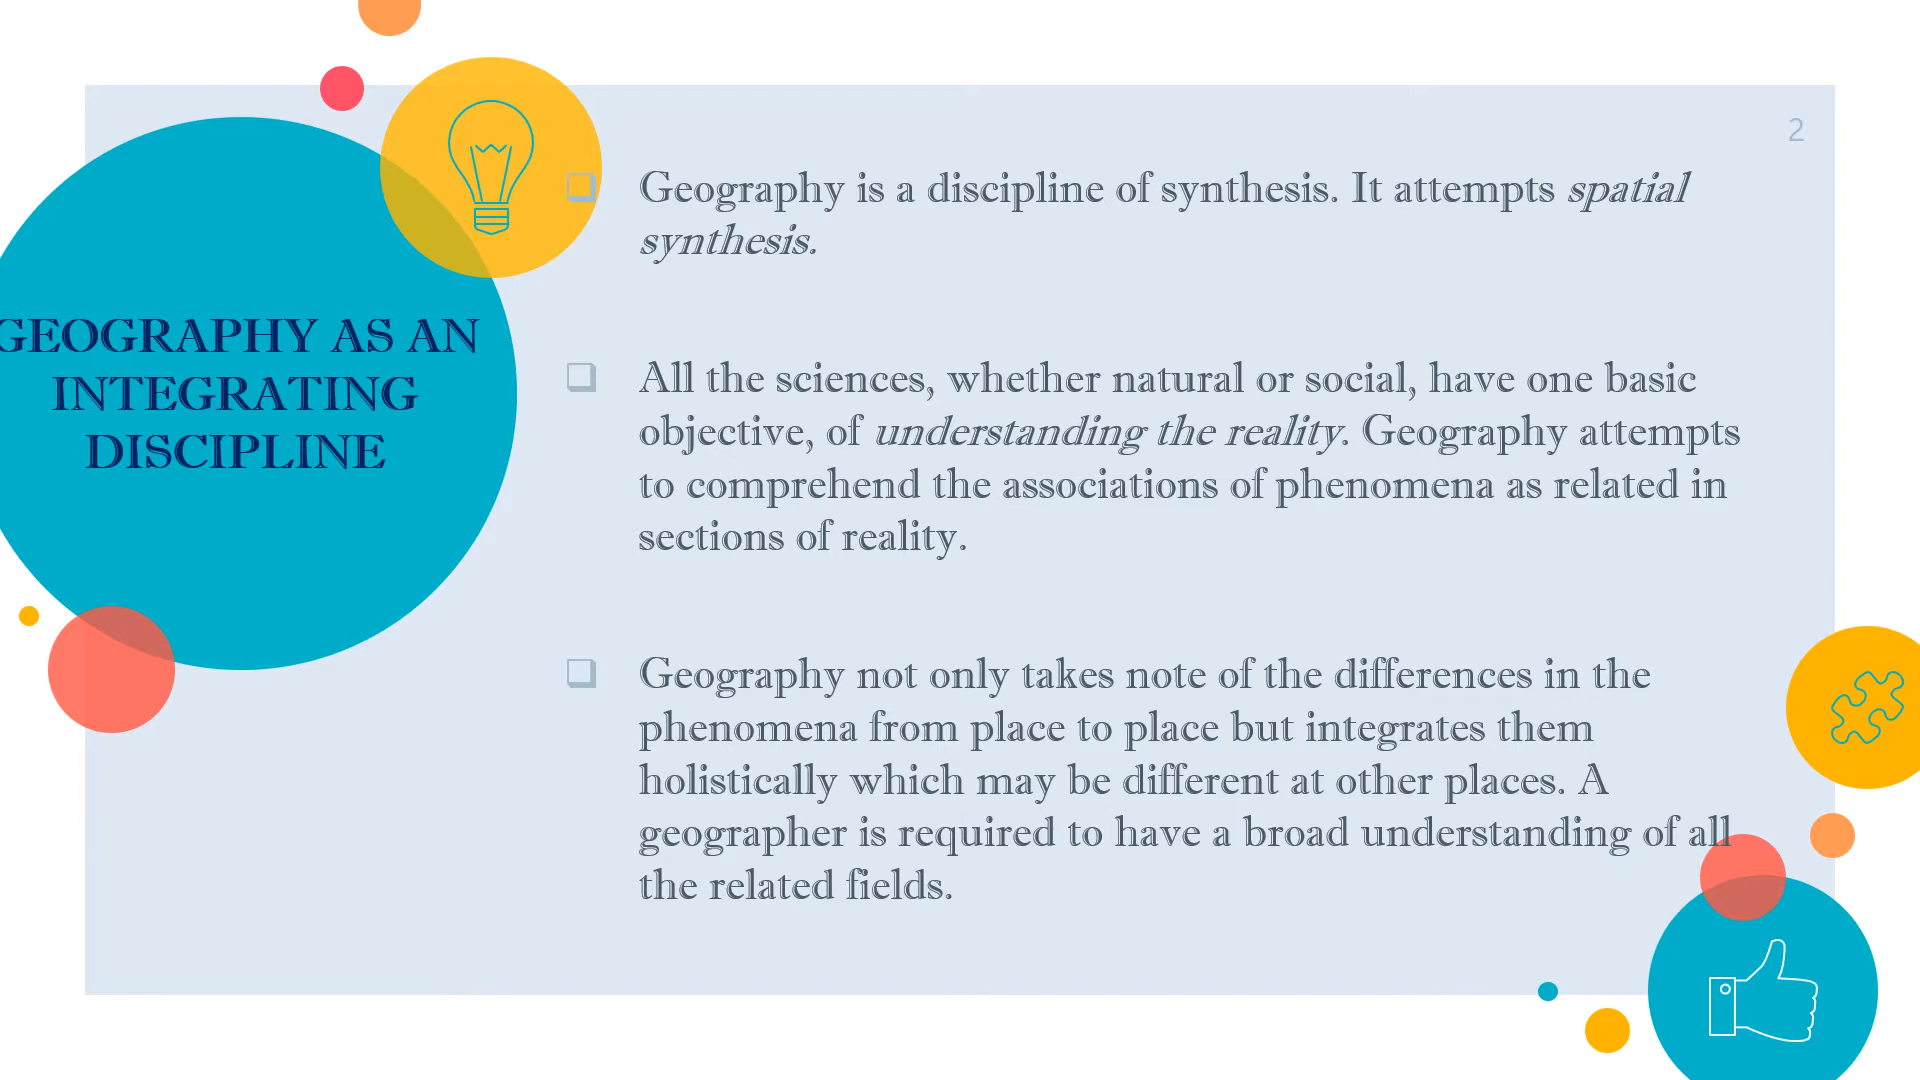 2
GEOGRAPHY AS AN
INTEGRATING
DISCIPLINE
Geography is a discipline of synthesis. It attempts spatial
synthesis.
All the sciences, whether natural or social, have one basic
objective, of understanding the reality. Geography attempts
to comprehend the associations of phenomena as related in
sections of reality.
Geography not only takes note of the differences in the
phenomena from place to place but integrates them
holistically which may be different at other places. A
geographer is required to have a broad understanding of all
the related fields.